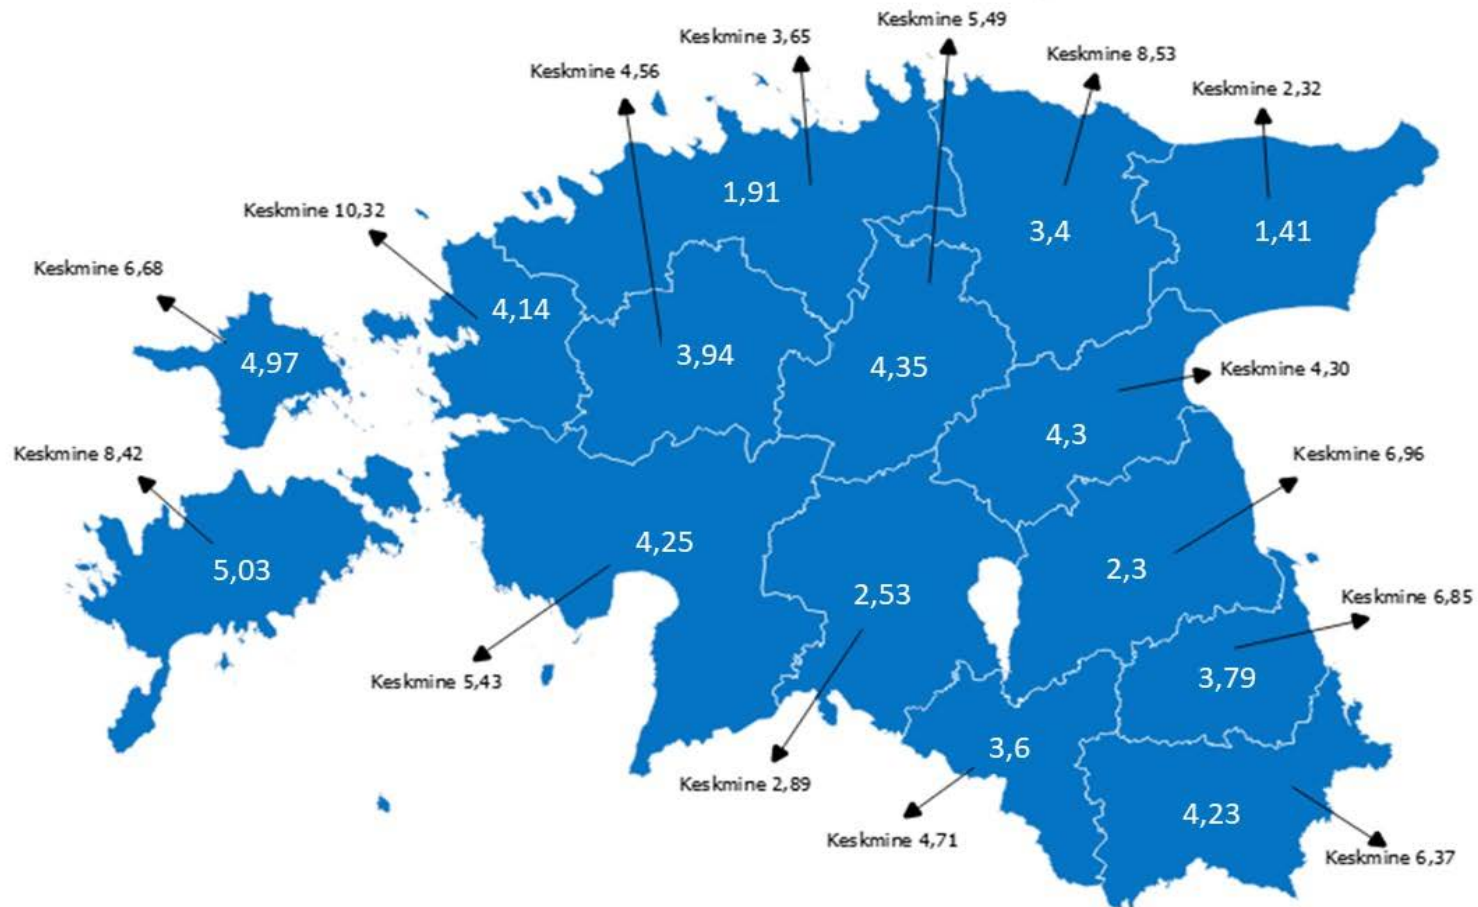 Keskmine 5,49
Keskmine 3,65
Keskmine 8,53
Keskmine 4,56
Keskmine 2,32
1,91
Keskmine 10,32
3,4
1,41
Keskmine 6,68
4,14
4,97
3,94
4,35
Keskmine 4,30
4,3
Keskmine 8,42
Keskmine 6,96
4,25
5,03
2,3
2,53
Keskmine 6,85
Keskmine 5,43
3,79
3,6
Keskmine 2,89
4,23
Keskmine 4,71
Keskmine 6,37